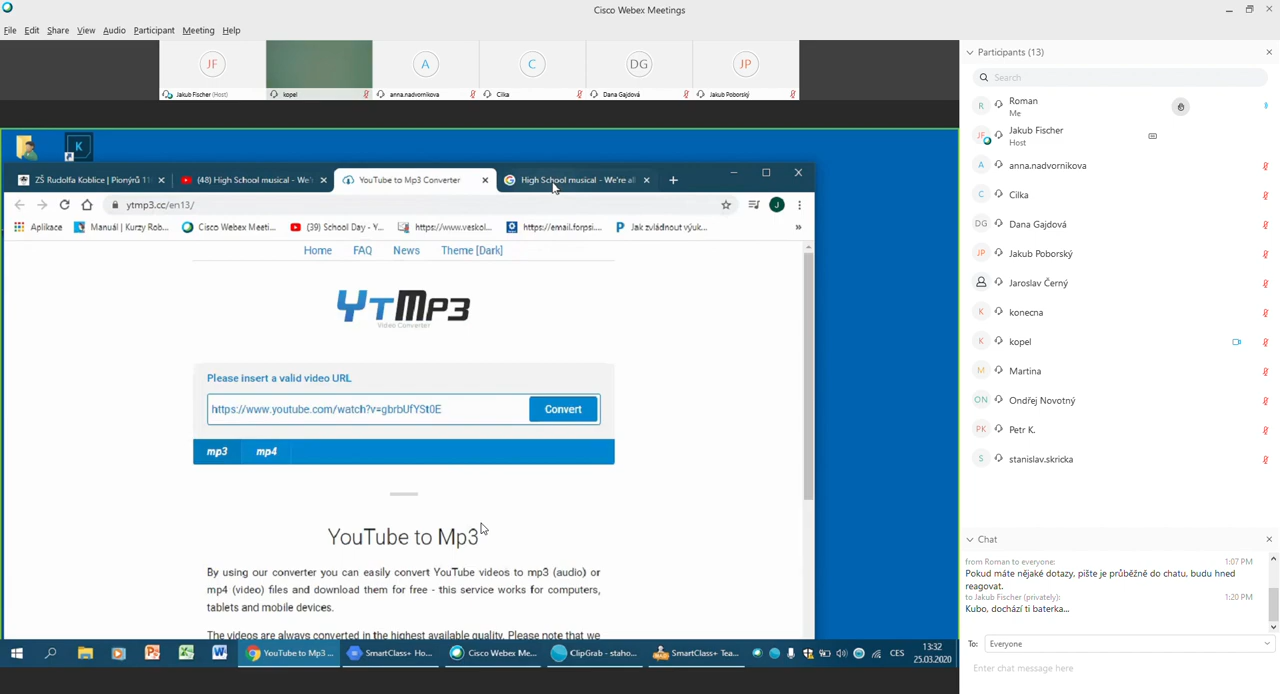 Cisco Webex Meetings
File Edit Share View Audio Participant Meeting Help
JF A C DG JP
Jakub Fischer (Host) kopel anna.nadvornikova Cilka Dana Gajdová Jakub Poborský
K
ZŠ Rudolfa Koblice | Pionýrů 11 (48) High School musical - We' YouTube to Mp3 Converter High School musical - We're all
ytmp3.cc/en13/
J
Aplikace Manuál | Kurzy Rob... Cisco Webex Meeti... (39) School Day - Y... https://www.veskol... https://email.forpsi.... Jak zvládnout výuk... »
Home FAQ News Theme [Dark]
YTMP3
Video Converter
Please insert a valid video URL
https://www.youtube.com/watch?v=gbrbUfYSt0E Convert
mp3 mp4
YouTube to Mp3
By using our converter you can easily convert YouTube videos to mp3 (audio) or
mp4 (video) files and download them for free - this service works for computers,
tablets and mobile devices.
The videos are always converted in the highest available quality. Please note that we
YouTube to Mp3 ... SmartClass+ Ho... Cisco Webex Me... ClipGrab - staho... SmartClass+ Tea... CES 13:32
25.03.2020
Participants (13)
Search
R Roman
Me
JF Jakub Fischer
Host
A anna.nadvornikova
C Cilka
DG Dana Gajdová
JP Jakub Poborský
Jaroslav Černý
K konecna
K kopel
M Martina
ON Ondřej Novotný
PK Petr K.
S stanislav.skricka
Chat
from Roman to everyone: 1:07 PM
Pokud máte nějaké dotazy, pište je průběžně do chatu, budu hned
reagovat.
to Jakub Fischer (privately): 1:20 PM
Kubo, dochází ti baterka...
To: Everyone
Enter chat message here